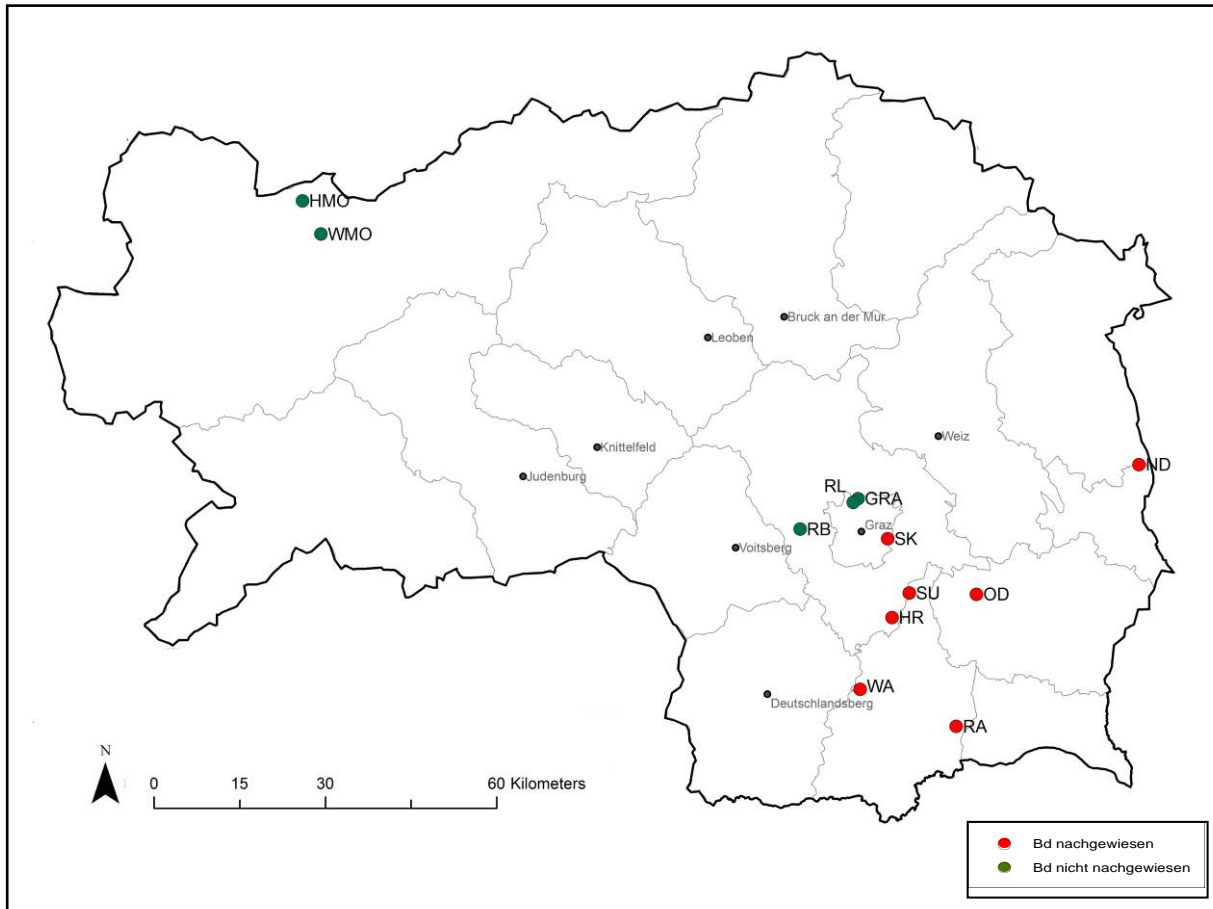 HMO
WMO
Bruck an der Mur
Leoben
Weiz
Knittelfeld
ND
Judenburg
RL
GRA
RB
Graz
SK
Voitsberg
SU
OD
HR
WA
Deutschlandsberg
RA
N
0 15 30 60 Kilometers
Bd nachgewiesen
Bd nicht nachgewiesen